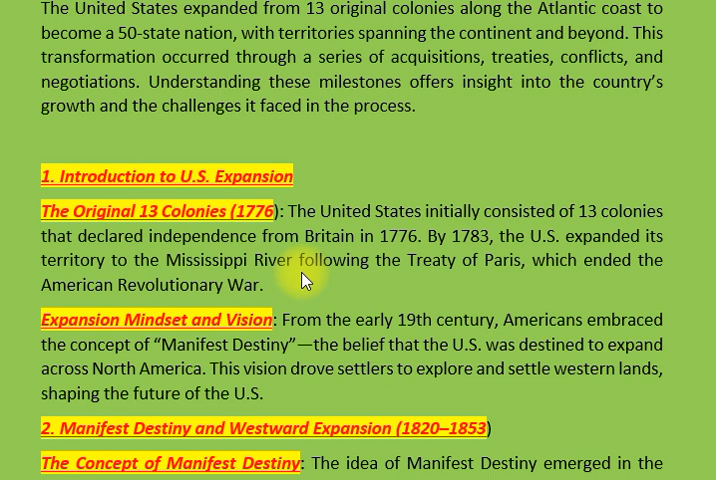 The United States expanded from 13 original colonies along the Atlantic coast to
become a 50-state nation, with territories spanning the continent and beyond. This
transformation occurred through a series of acquisitions, treaties, conflicts, and
negotiations. Understanding these milestones offers insight into the country’s
growth and the challenges it faced in the process.
1. Introduction to U.S. Expansion
The Original 13 Colonies (1776): The United States initially consisted of 13 colonies
that declared independence from Britain in 1776. By 1783, the U.S. expanded its
territory to the Mississippi River following the Treaty of Paris, which ended the
American Revolutionary War.
Expansion Mindset and Vision: From the early 19th century, Americans embraced
the concept of “Manifest Destiny”—the belief that the U.S. was destined to expand
across North America. This vision drove settlers to explore and settle western lands,
shaping the future of the U.S.
2. Manifest Destiny and Westward Expansion (1820–1853)
The Concept of Manifest Destiny: The idea of Manifest Destiny emerged in the